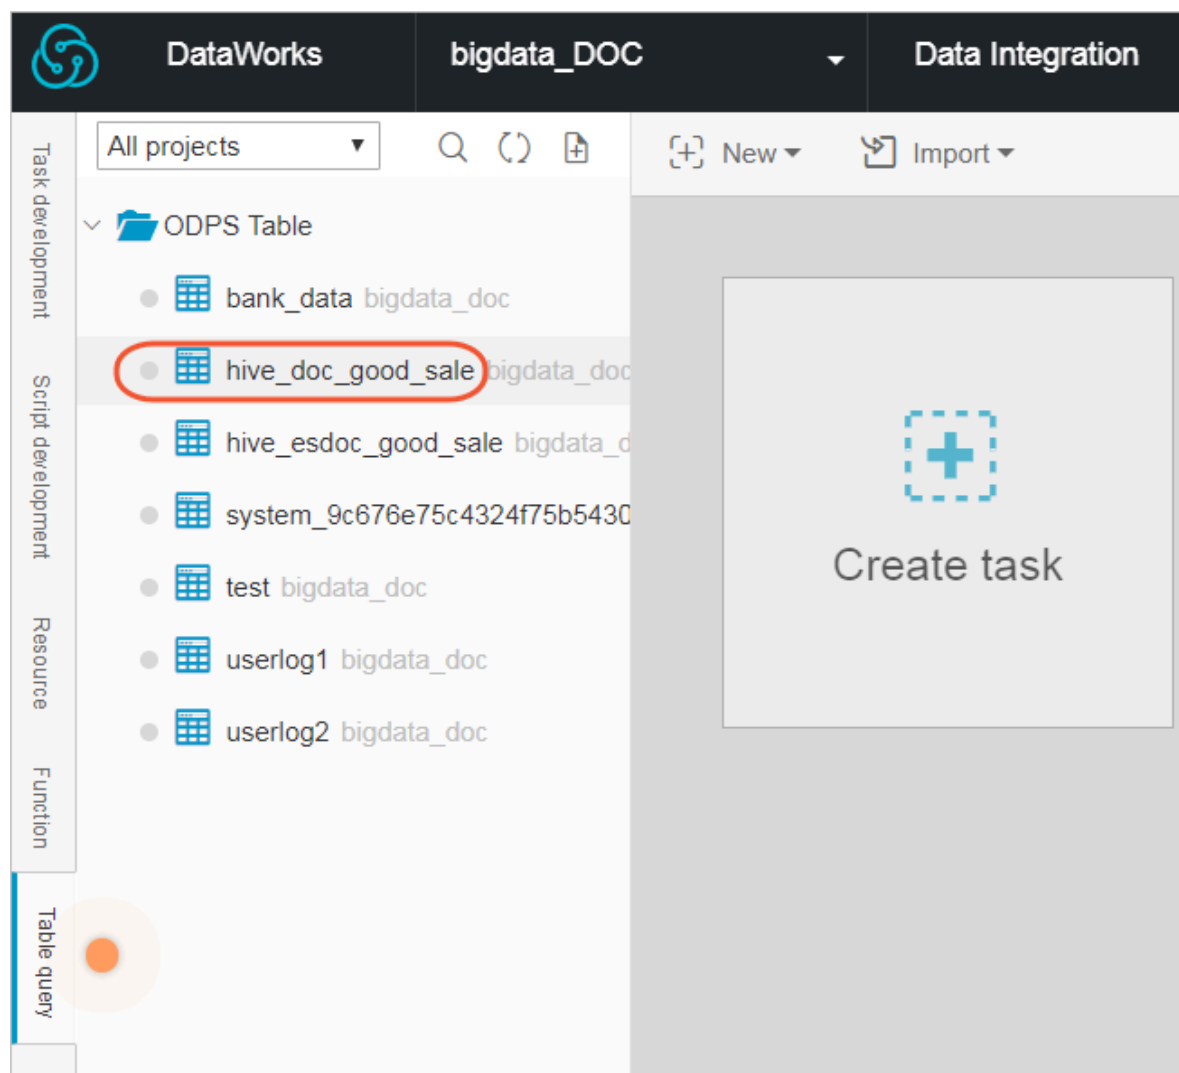 DataWorks bigdata_DOC Data Integration
All projects
New Import
ODPS Table
bank_data bigdata_doc
hive_doc_good_sale bigdata_doc
hive_esdoc_good_sale bigdata_d
system_9c676e75c4324f75b5430
test bigdata_doc
userlog1 bigdata_doc
userlog2 bigdata_doc
Task development
Script development
Resource
Function
Table query
Create task